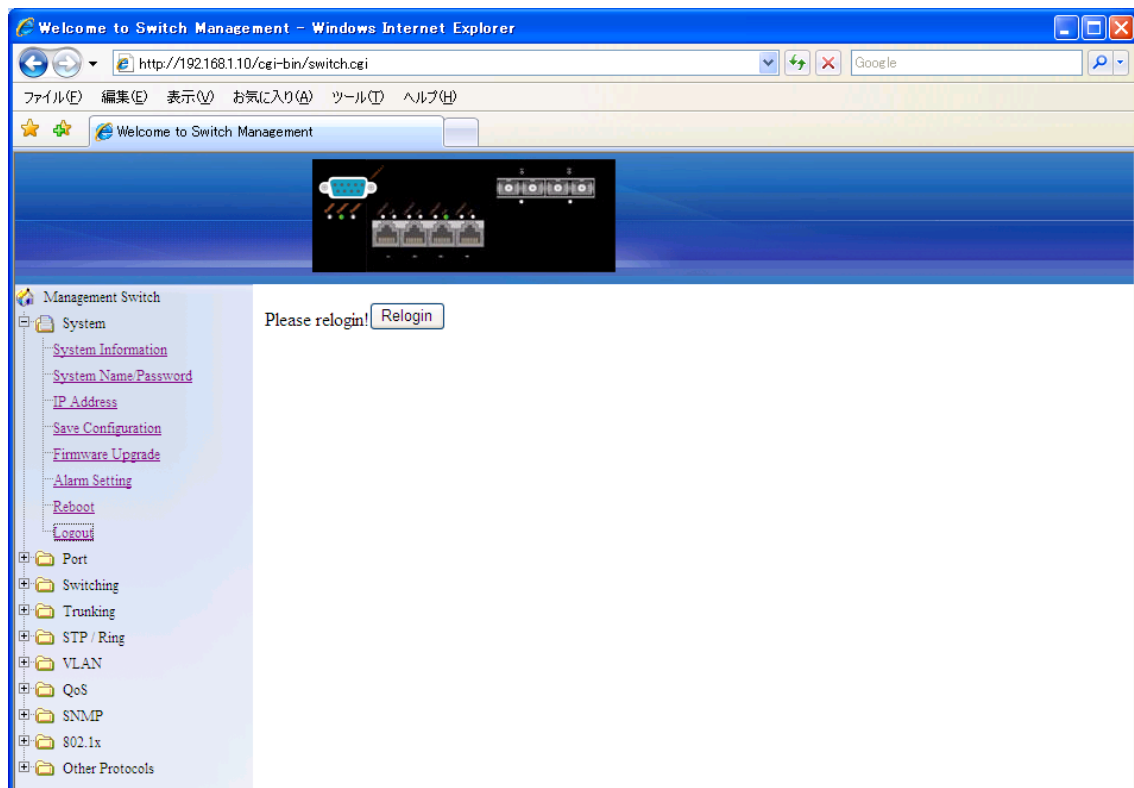 Welcome to Switch Management - Windows Internet Explorer
http://192.168.1.10/cgi-bin/switch.cgi
Google
ファイル(F) 編集(E) 表示(V) お気に入り(A) ツール(T) ヘルプ(H)
Welcome to Switch Management
Management Switch
System
System Information
System Name/Password
IP Address
Save Configuration
Firmware Upgrade
Alarm Setting
Reboot
Logout
Port
Switching
Trunking
STP / Ring
VLAN
QoS
SNMP
802.1x
Other Protocols
Please relogin! Relogin